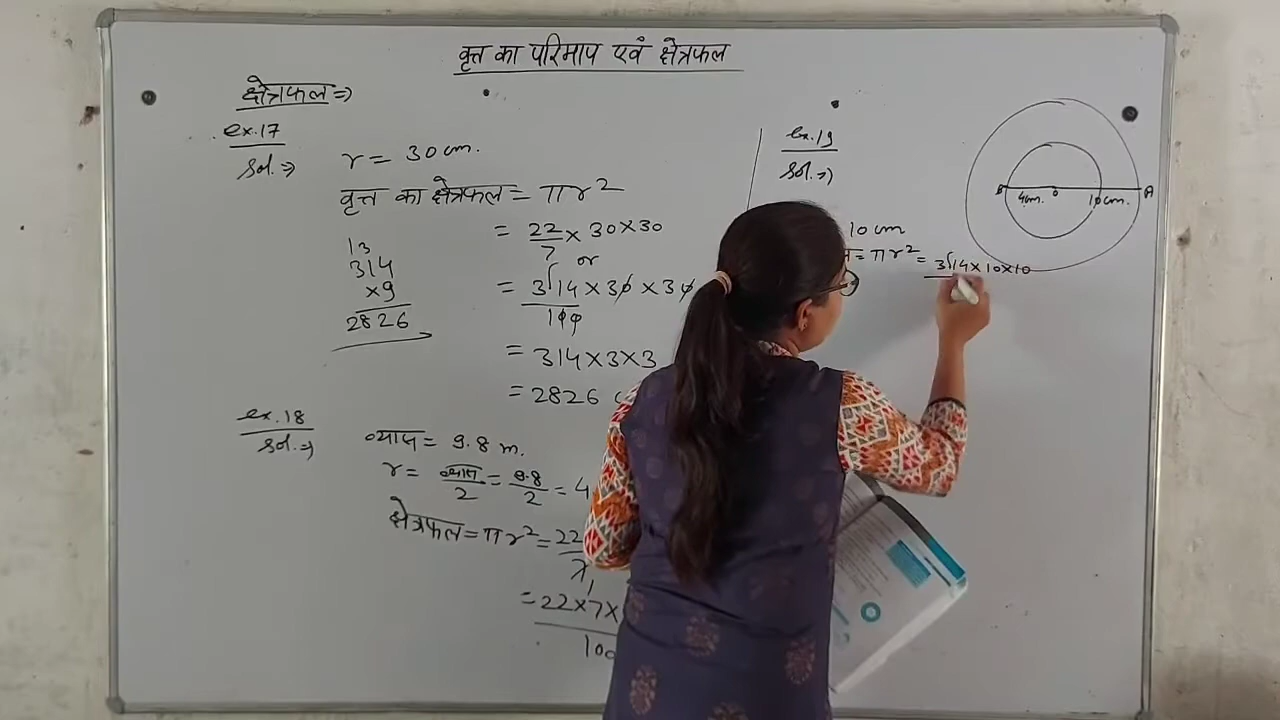 वृत्त का परिमाप एवं क्षेत्रफल
क्षेत्रफल ⇒
ex.17
Sol. ⇒
r = 30 cm.
वृत्त का क्षेत्रफल = πr²
= 22/7 × 30 × 30
or
= 314 × 30 × 30
100
= 314 × 3 × 3
= 2826
13
314
×9
2826
ex.18
Sol. ⇒
व्यास = 9.8 m.
r = व्यास/2 = 9.8/2 = 4
क्षेत्रफल = πr² = 22
7
1
= 22×7×
100
ex.19
Sol. ⇒
10 cm
= πr² = 314 × 10 × 10
4cm. o 10cm. A